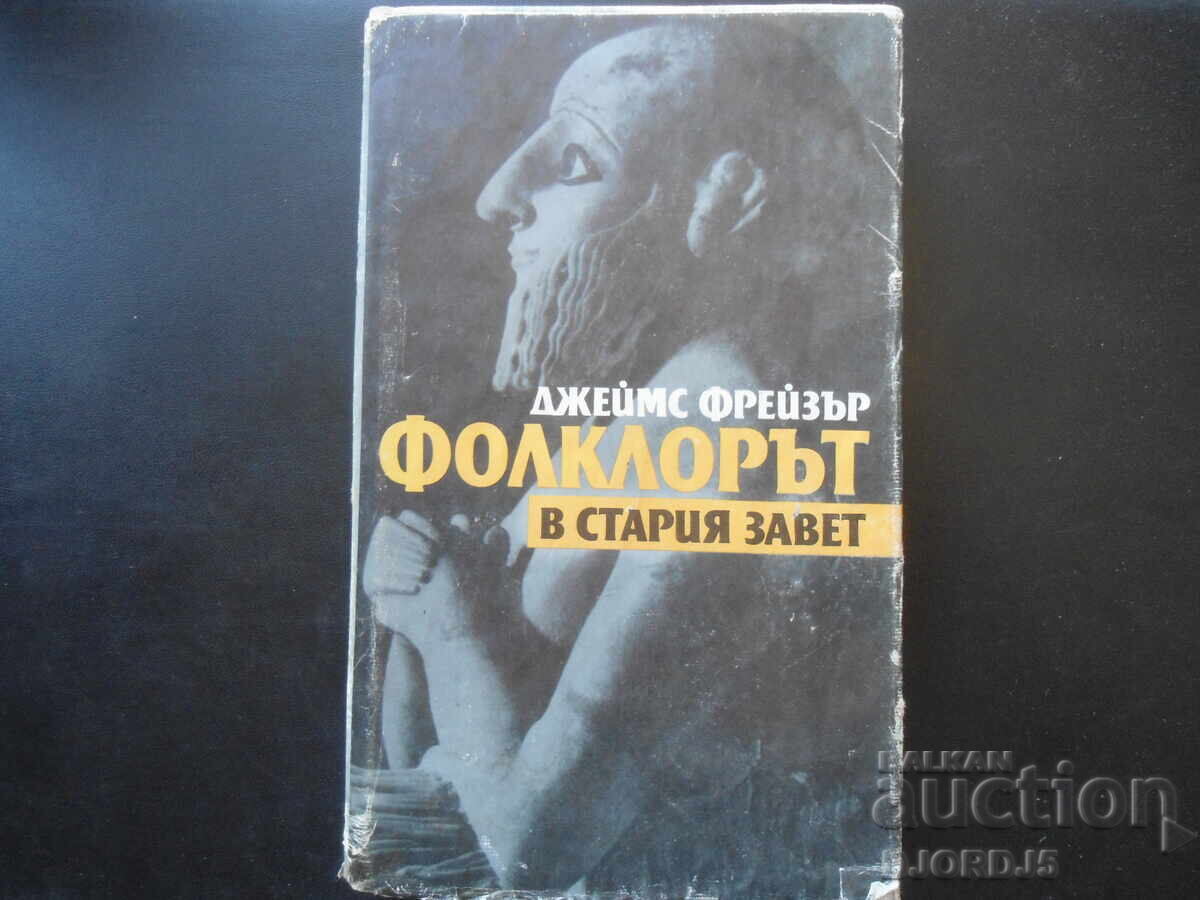 ДЖЕЙМС ФРЕЙЗЪР
ФОЛКЛОРЪТ
В СТАРИЯ ЗАВЕТ
BALKAN
auction
JORDJ5